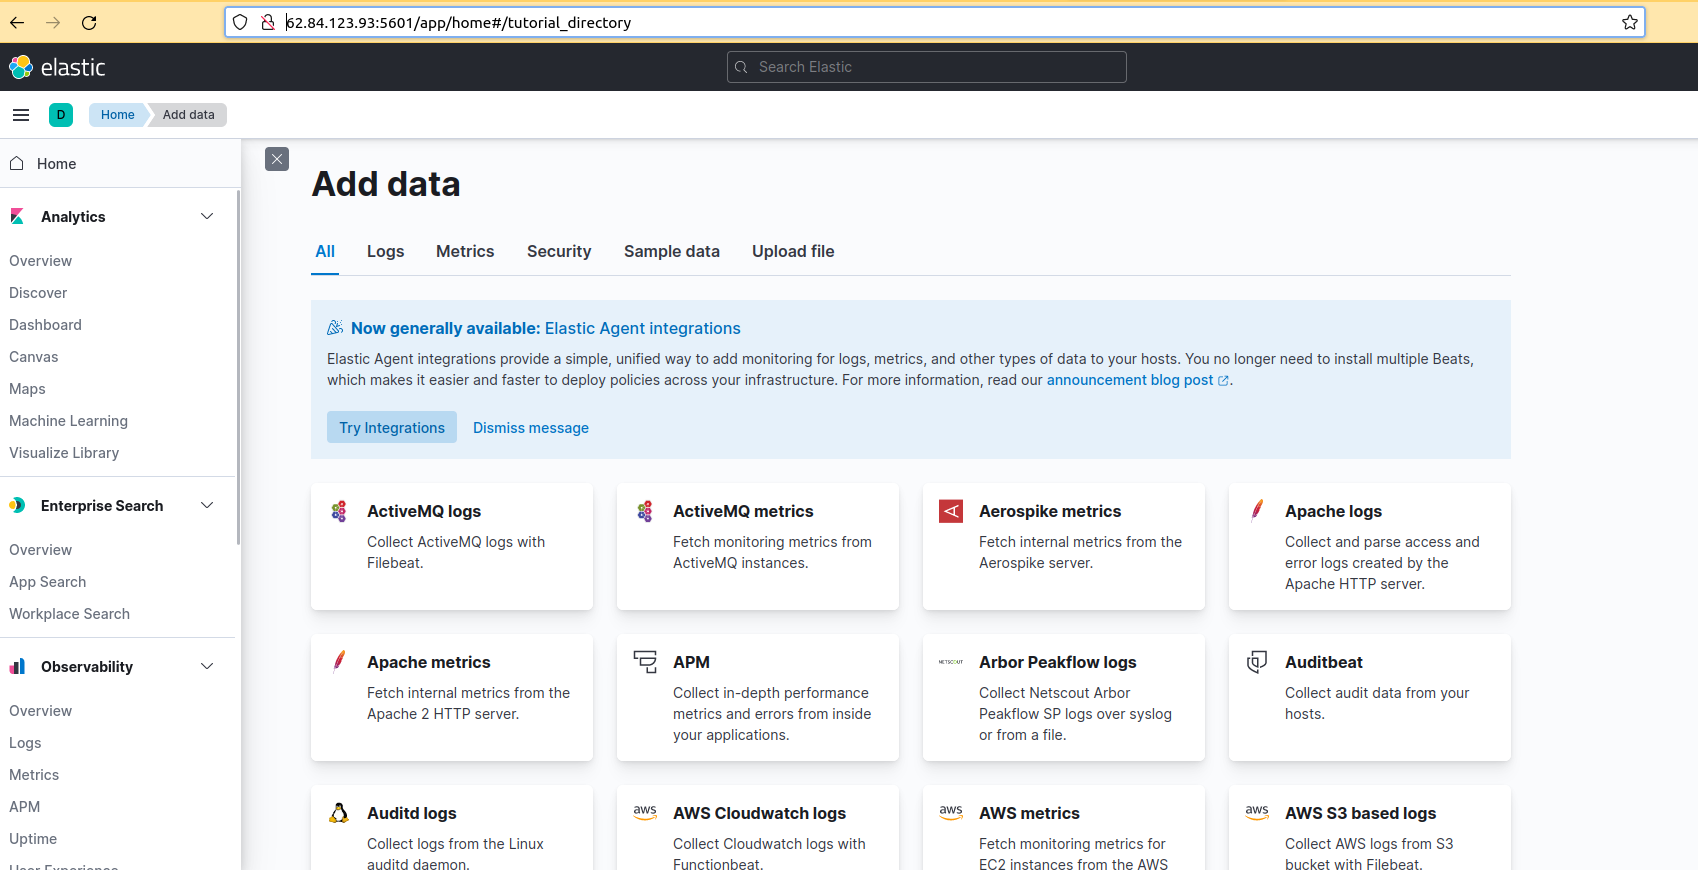 62.84.123.93:5601/app/home#/tutorial_directory
elastic
Search Elastic
D
Home
Add data
Home
Analytics
Overview
Discover
Dashboard
Canvas
Maps
Machine Learning
Visualize Library
Enterprise Search
Overview
App Search
Workplace Search
Observability
Overview
Logs
Metrics
APM
Uptime
User Experience
Add data
All
Logs
Metrics
Security
Sample data
Upload file
Now generally available: Elastic Agent integrations
Elastic Agent integrations provide a simple, unified way to add monitoring for logs, metrics, and other types of data to your hosts. You no longer need to install multiple Beats,
which makes it easier and faster to deploy policies across your infrastructure. For more information, read our announcement blog post.
Try Integrations
Dismiss message
ActiveMQ logs
Collect ActiveMQ logs with
Filebeat.
ActiveMQ metrics
Fetch monitoring metrics from
ActiveMQ instances.
Aerospike metrics
Fetch internal metrics from the
Aerospike server.
Apache logs
Collect and parse access and
error logs created by the
Apache HTTP server.
Apache metrics
Fetch internal metrics from the
Apache 2 HTTP server.
APM
Collect in-depth performance
metrics and errors from inside
your applications.
NETSCOUT
Arbor Peakflow logs
Collect Netscout Arbor
Peakflow SP logs over syslog
or from a file.
Auditbeat
Collect audit data from your
hosts.
Auditd logs
Collect logs from the Linux
auditd daemon.
aws
AWS Cloudwatch logs
Collect Cloudwatch logs with
Functionbeat.
aws
AWS metrics
Fetch monitoring metrics for
EC2 instances from the AWS
aws
AWS S3 based logs
Collect AWS logs from S3
bucket with Filebeat.